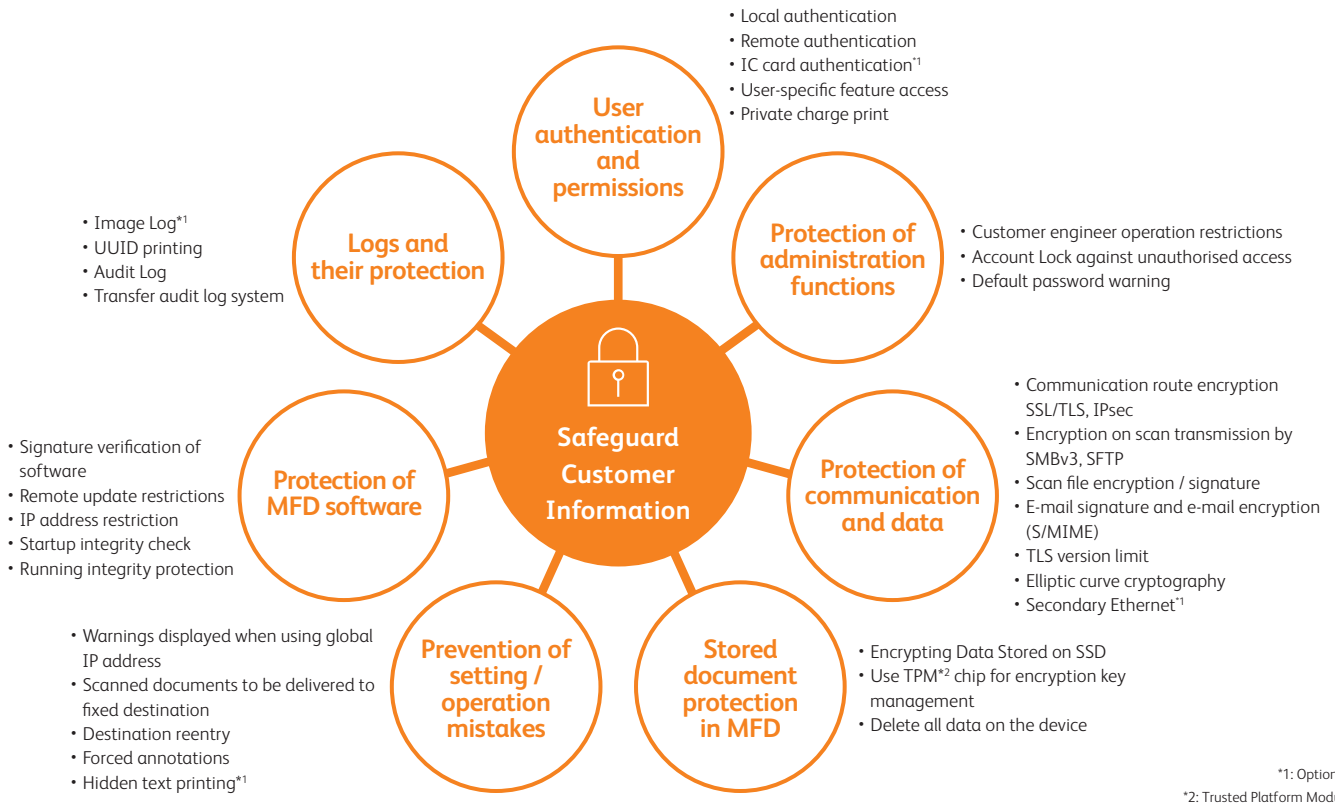 • Local authentication
• Remote authentication
• IC card authentication*1
• User-specific feature access
• Private charge print
User
authentication
and
permissions
• Image Log*1
• UUID printing
• Audit Log
• Transfer audit log system
Logs and
their protection
Protection of
administration
functions
• Customer engineer operation restrictions
• Account Lock against unauthorised access
• Default password warning
Safeguard
Customer
Information
• Signature verification of
software
• Remote update restrictions
• IP address restriction
• Startup integrity check
• Running integrity protection
Protection of
MFD software
Protection of
communication
and data
• Communication route encryption
SSL/TLS, IPsec
• Encryption on scan transmission by
SMBv3, SFTP
• Scan file encryption / signature
• E-mail signature and e-mail encryption
(S/MIME)
• TLS version limit
• Elliptic curve cryptography
• Secondary Ethernet*1
• Warnings displayed when using global
IP address
• Scanned documents to be delivered to
fixed destination
• Destination reentry
• Forced annotations
• Hidden text printing*1
Prevention of
setting /
operation
mistakes
Stored
document
protection
in MFD
• Encrypting Data Stored on SSD
• Use TPM*2 chip for encryption key
management
• Delete all data on the device
*1: Option
*2: Trusted Platform Modu